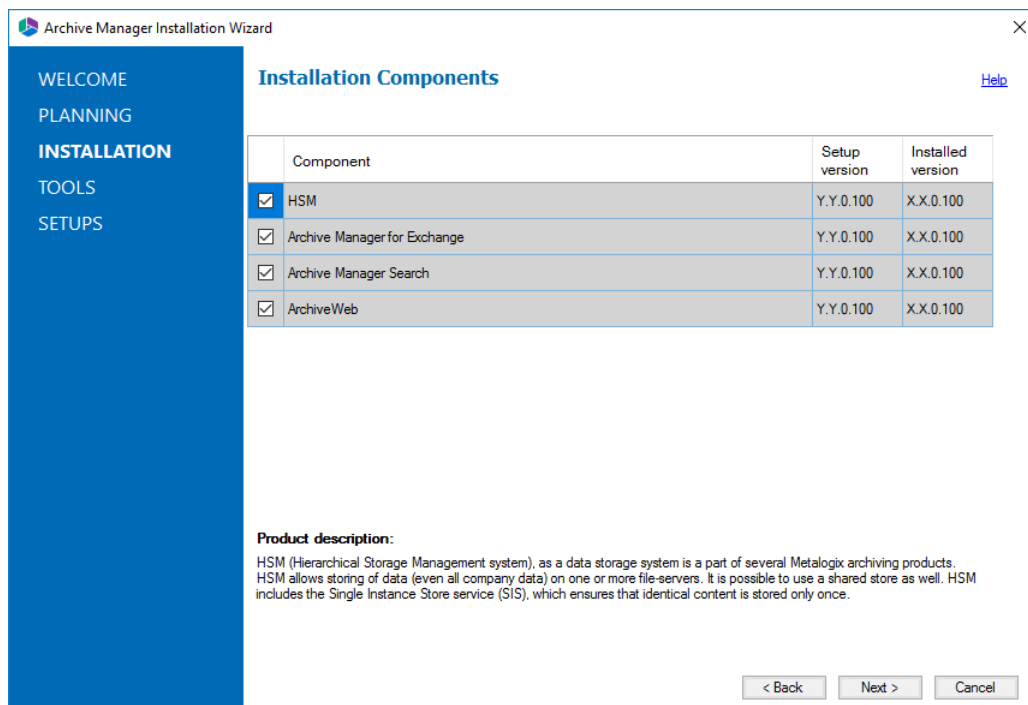 Archive Manager Installation Wizard
WELCOME
PLANNING
INSTALLATION
TOOLS
SETUPS
Installation Components
Help
Component
Setup version
Installed version
HSM Y.Y.0.100 X.X.0.100
Archive Manager for Exchange Y.Y.0.100 X.X.0.100
Archive Manager Search Y.Y.0.100 X.X.0.100
ArchiveWeb Y.Y.0.100 X.X.0.100
Product description:
HSM (Hierarchical Storage Management system), as a data storage system is a part of several Metalogix archiving products.
HSM allows storing of data (even all company data) on one or more file-servers. It is possible to use a shared store as well. HSM
includes the Single Instance Store service (SIS), which ensures that identical content is stored only once.
< Back
Next >
Cancel